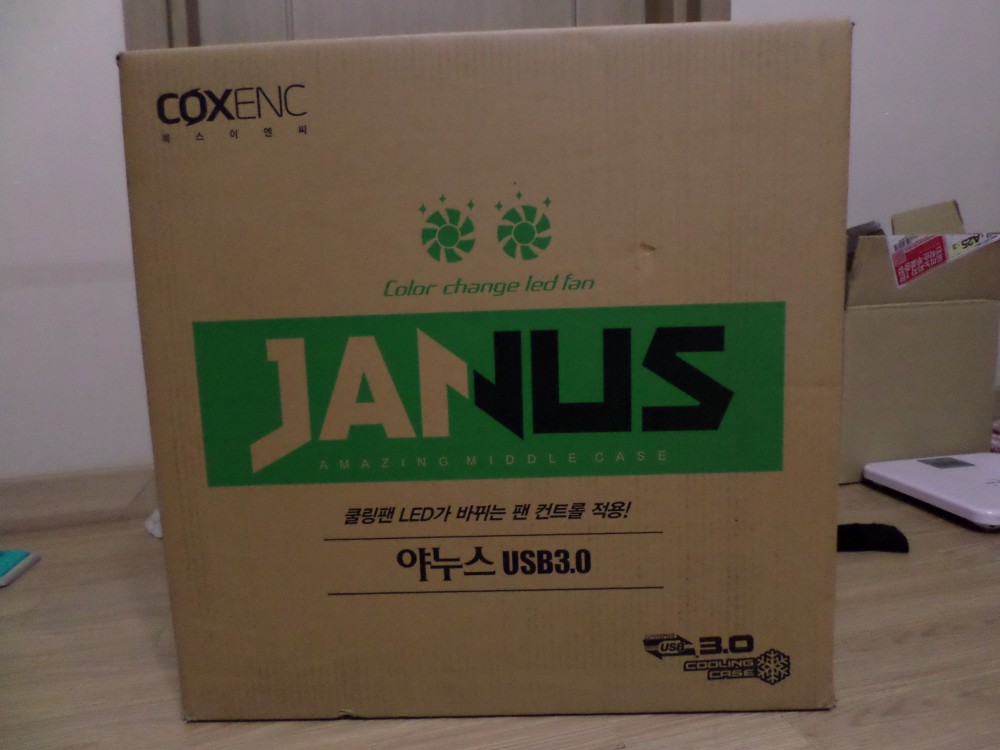 COXENC
콕스이엔씨
Color change led fan
JANUS
AMAZING MIDDLE CASE
쿨링팬 LED가 바뀌는 팬 컨트롤 적용!
야누스 USB3.0
USB 3.0
COOLING
CASE
A25